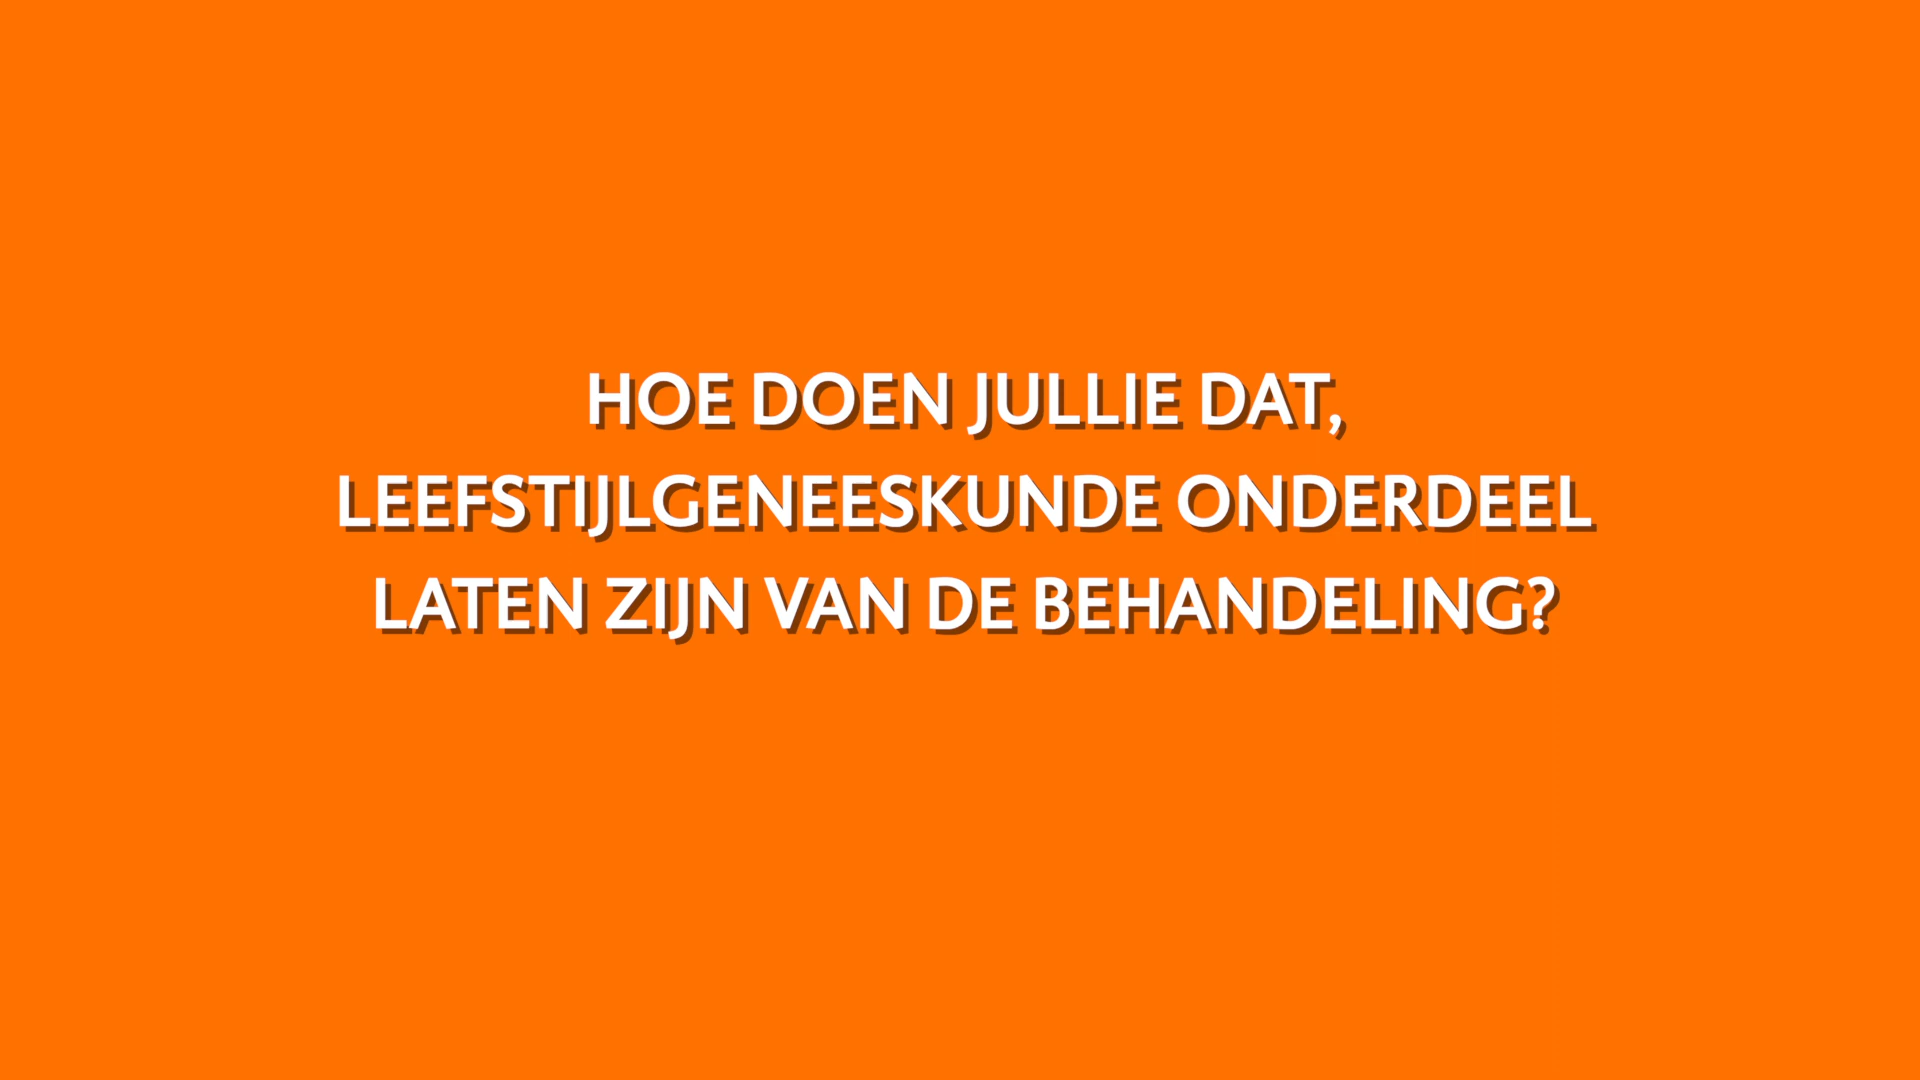 HOE DOEN JULLIE DAT,
LEEFSTIJLGENEESKUNDE ONDERDEEL
LATEN ZIJN VAN DE BEHANDELING?